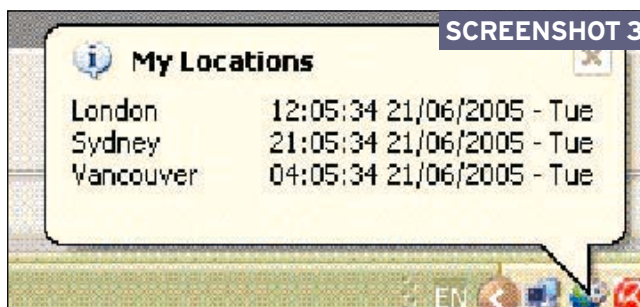 SCREENSHOT 3
My Locations
London 12:05:34 21/06/2005 - Tue
Sydney 21:05:34 21/06/2005 - Tue
Vancouver 04:05:34 21/06/2005 - Tue
EN